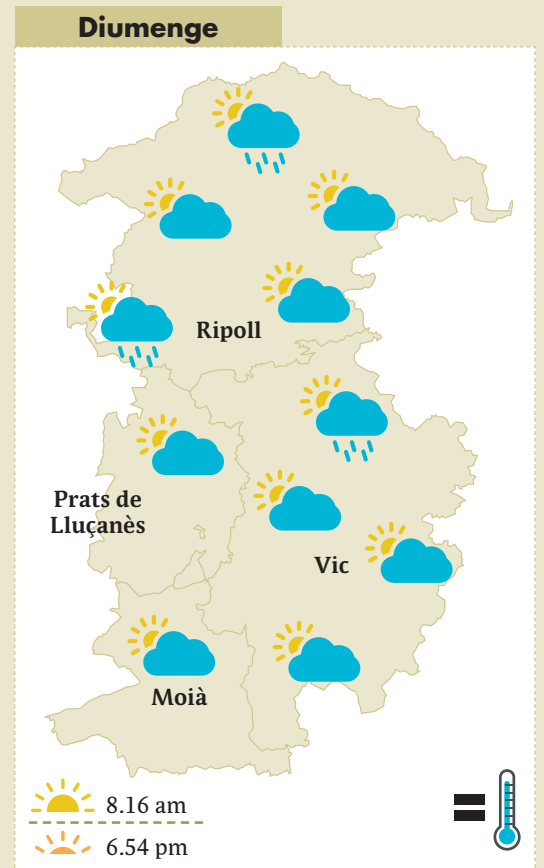 Diumenge
Ripoll
Prats de
Lluçanès
Vic
Moià
8.16 am
6.54 pm